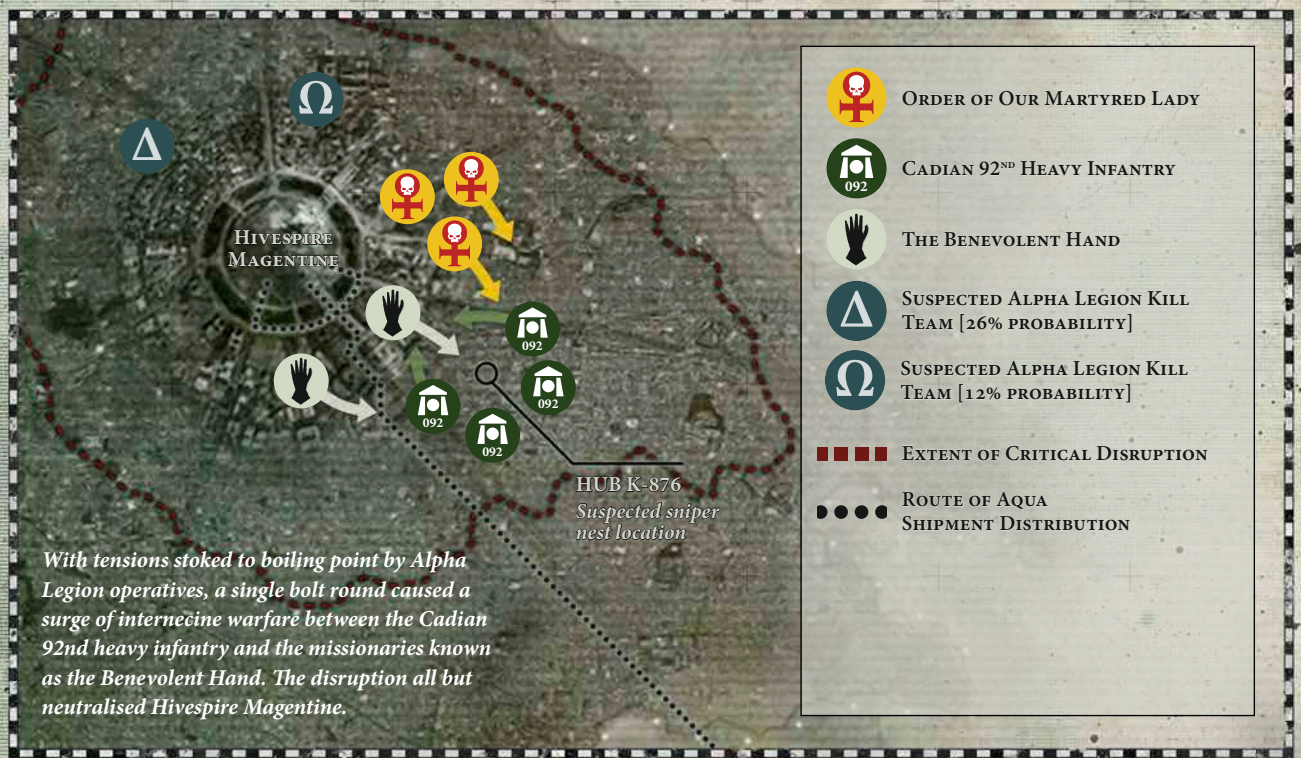 Ω
Δ
Hivespire
Magentine
092
092
092
092
HUB K-876
Suspected sniper
nest location
With tensions stoked to boiling point by Alpha
Legion operatives, a single bolt round caused a
surge of internecine warfare between the Cadian
92nd heavy infantry and the missionaries known
as the Benevolent Hand. The disruption all but
neutralised Hivespire Magentine.
Order of Our Martyred Lady
092
Cadian 92nd Heavy Infantry
The Benevolent Hand
Δ
Suspected Alpha Legion Kill
Team [26% probability]
Ω
Suspected Alpha Legion Kill
Team [12% probability]
Extent of Critical Disruption
Route of Aqua
Shipment Distribution